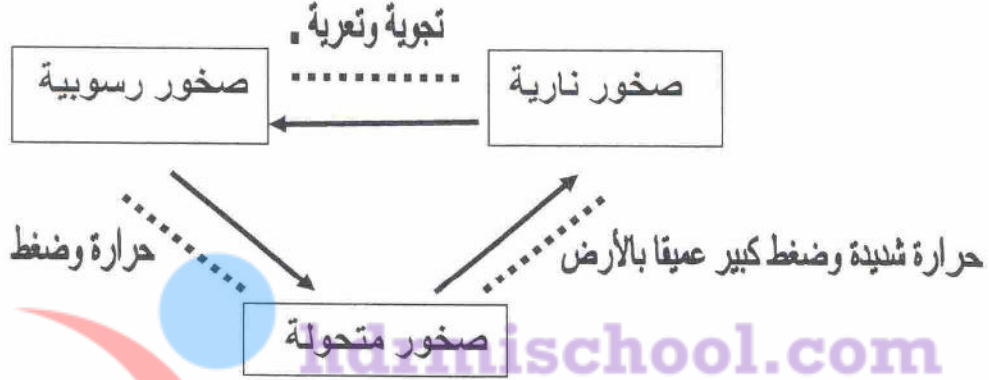 تجوية وتعرية .
صخور نارية
صخور رسوبية
حرارة شديدة وضغط كبير عميقا بالأرض
حرارة وضغط
صخور متحولة
hdrmischool.com